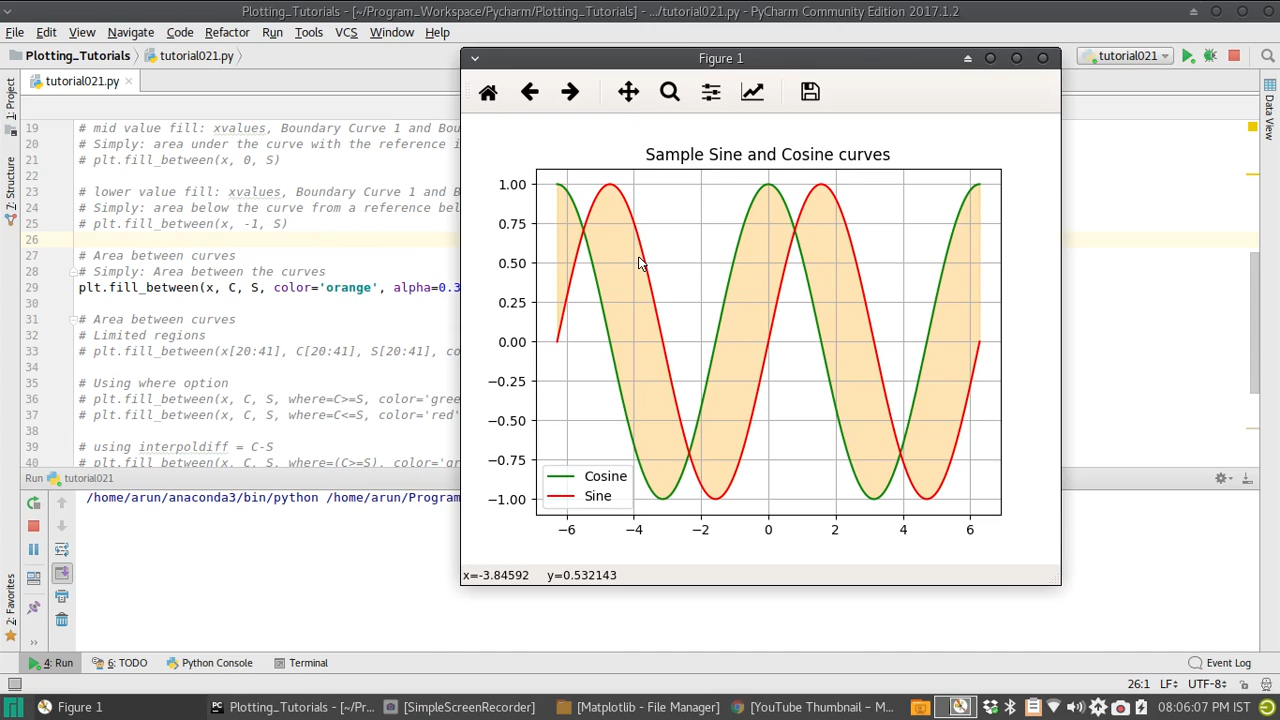 Plotting_Tutorials - [~/Program_Workspace/Pycharm/Plotting_Tutorials] - .../tutorial021.py - PyCharm Community Edition 2017.1.2
File Edit View Navigate Code Refactor Run Tools VCS Window Help
Plotting_Tutorials tutorial021.py
tutorial021
tutorial021.py
1: Project
7: Structure
2: Favorites
Data View
19 # mid value fill: xvalues, Boundary Curve 1 and Bou
20 # Simply: area under the curve with the reference i
21 # plt.fill_between(x, 0, S)
22
23 # lower value fill: xvalues, Boundary Curve 1 and B
24 # Simply: area below the curve from a reference bel
25 # plt.fill_between(x, -1, S)
26
27 # Area between curves
28 # Simply: Area between the curves
29 plt.fill_between(x, C, S, color='orange', alpha=0.3
30
31 # Area between curves
32 # Limited regions
33 # plt.fill_between(x[20:41], C[20:41], S[20:41], co
34
35 # Using where option
36 # plt.fill_between(x, C, S, where=C>=S, color='gree
37 # plt.fill_between(x, C, S, where=C<=S, color='red'
38
39 # using interpoldiff = C-S
40 # plt.fill_between(x, C, S, where=(C>=S), color='g
Figure 1
Sample Sine and Cosine curves
1.00
0.75
0.50
0.25
0.00
−0.25
−0.50
−0.75
−1.00
Cosine
Sine
−6 −4 −2 0 2 4 6
x=-3.84592 y=0.532143
Run tutorial021
/home/arun/anaconda3/bin/python /home/arun/Program
4: Run 6: TODO Python Console Terminal Event Log
26:1 LF UTF-8
Figure 1 Plotting_Tutorials - [~/Pr... [SimpleScreenRecorder] [Matplotlib - File Manager] [YouTube Thumbnail – M... 08:06:07 PM IST